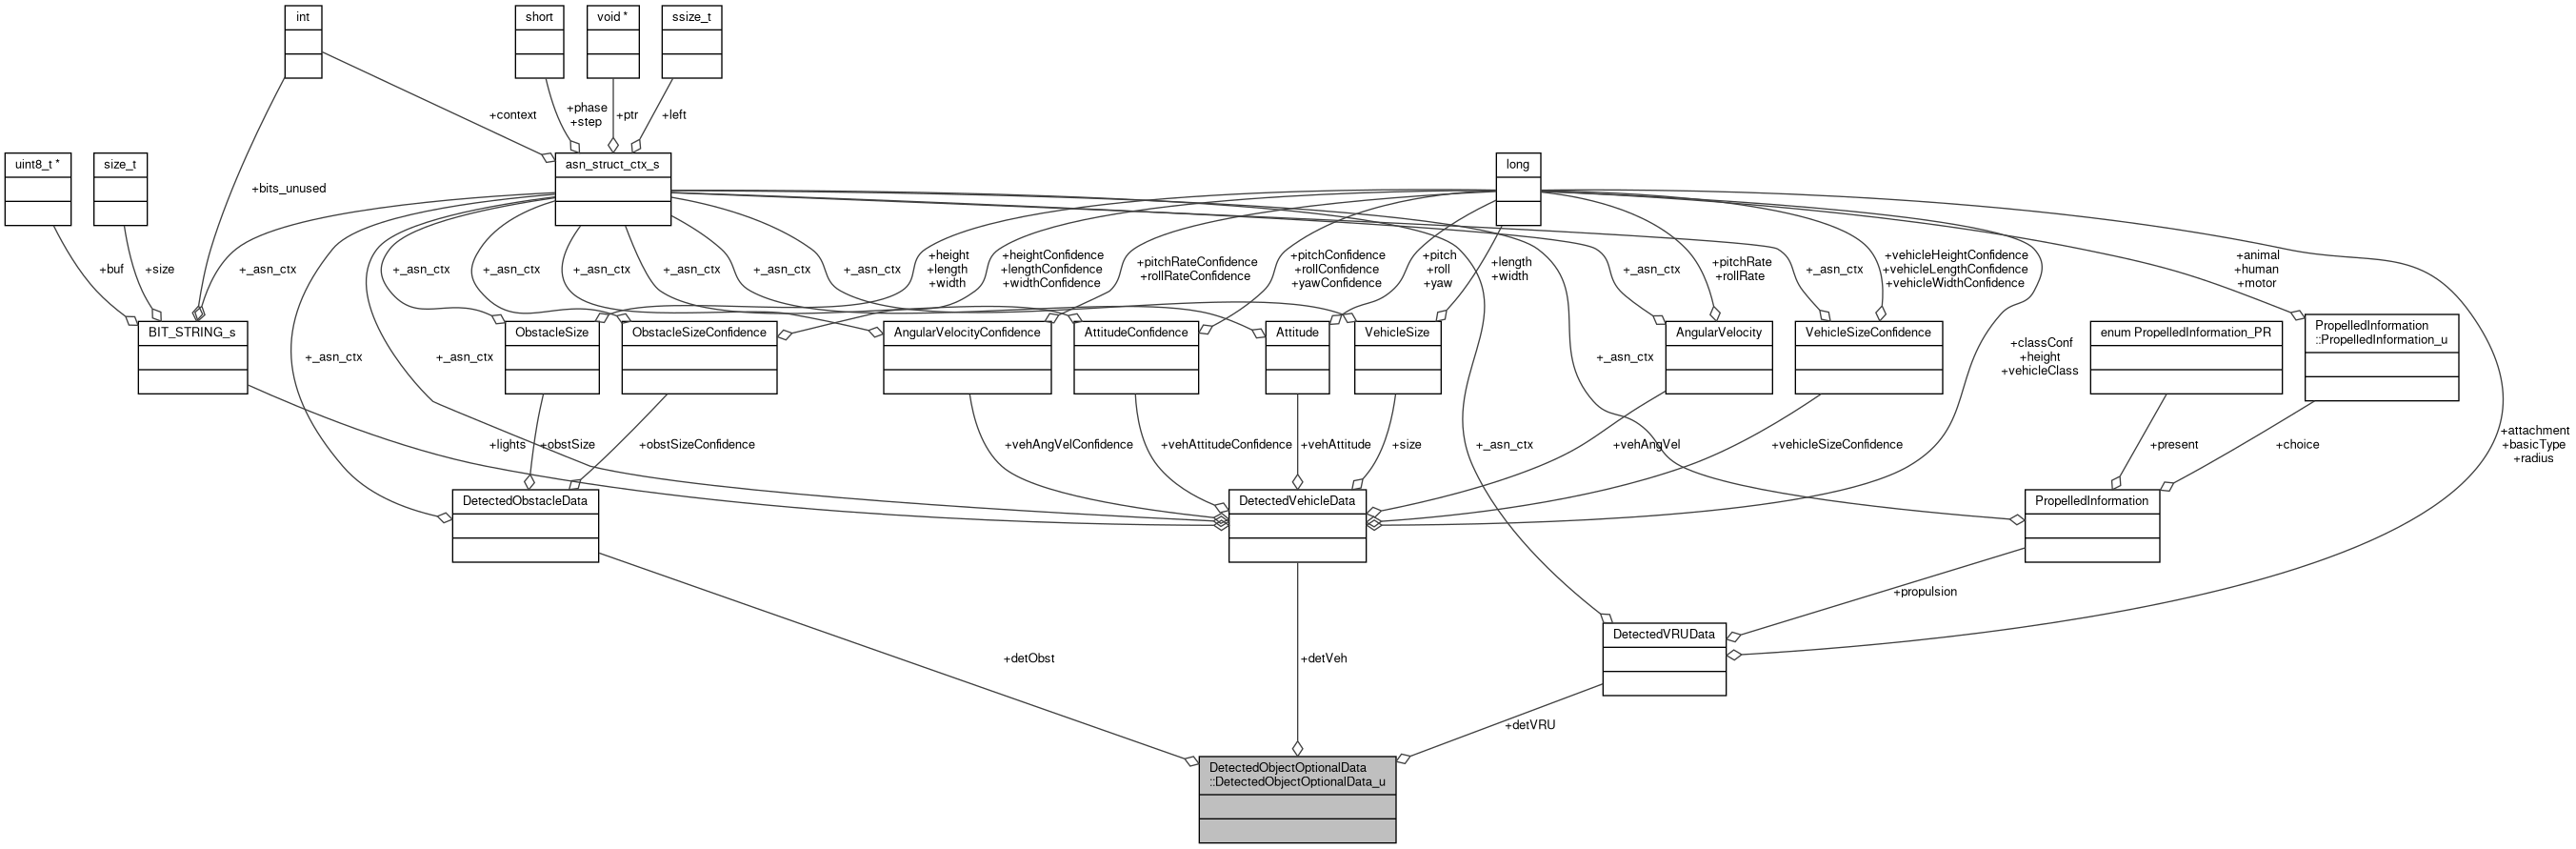 int
short
void *
ssize_t
+context
+phase
+step
+ptr
+left
uint8_t *
size_t
asn_struct_ctx_s
long
+bits_unused
+buf
+size
+_asn_ctx
+_asn_ctx
+_asn_ctx
+_asn_ctx
+_asn_ctx
+_asn_ctx
+_asn_ctx
+height
+length
+width
+heightConfidence
+lengthConfidence
+widthConfidence
+pitchRateConfidence
+rollRateConfidence
+pitchConfidence
+rollConfidence
+yawConfidence
+pitch
+roll
+yaw
+length
+width
+_asn_ctx
+pitchRate
+rollRate
+_asn_ctx
+vehicleHeightConfidence
+vehicleLengthConfidence
+vehicleWidthConfidence
+animal
+human
+motor
BIT_STRING_s
ObstacleSize
ObstacleSizeConfidence
AngularVelocityConfidence
AttitudeConfidence
Attitude
VehicleSize
AngularVelocity
VehicleSizeConfidence
enum PropelledInformation_PR
PropelledInformation
::PropelledInformation_u
+_asn_ctx
+_asn_ctx
+_asn_ctx
+classConf
+height
+vehicleClass
+lights
+obstSize
+obstSizeConfidence
+vehAngVelConfidence
+vehAttitudeConfidence
+vehAttitude
+size
+_asn_ctx
+vehAngVel
+vehicleSizeConfidence
+present
+choice
+attachment
+basicType
+radius
DetectedObstacleData
DetectedVehicleData
PropelledInformation
+propulsion
DetectedVRUData
+detObst
+detVeh
+detVRU
DetectedObjectOptionalData
::DetectedObjectOptionalData_u